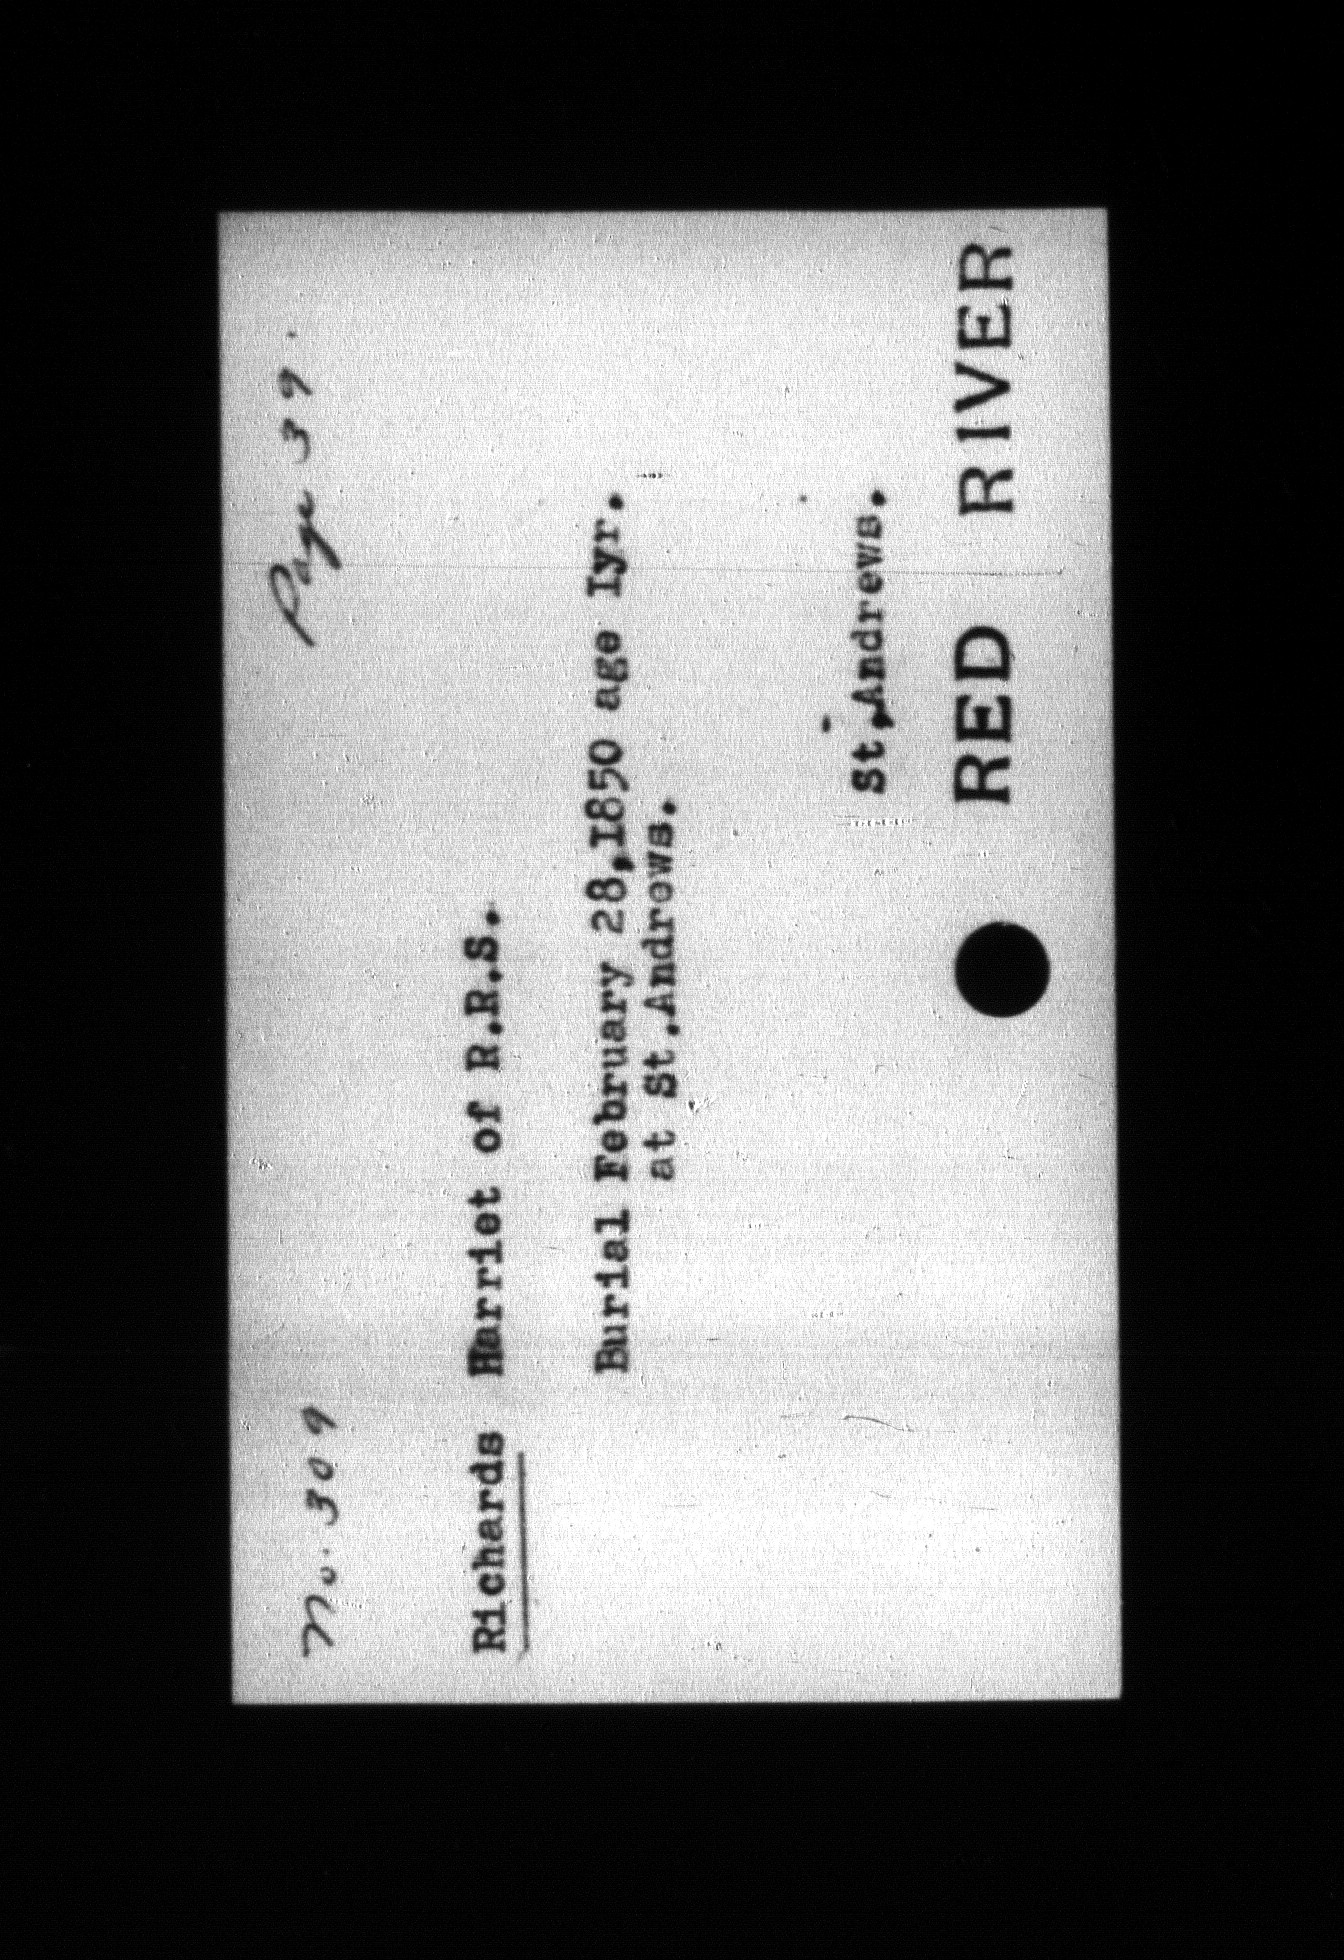 No. 309 Page 39.
Richards Harriet of R.R.S.
Burial February 28,1850 age Iyr.
at St.Andrews.
St.Andrews.
RED RIVER